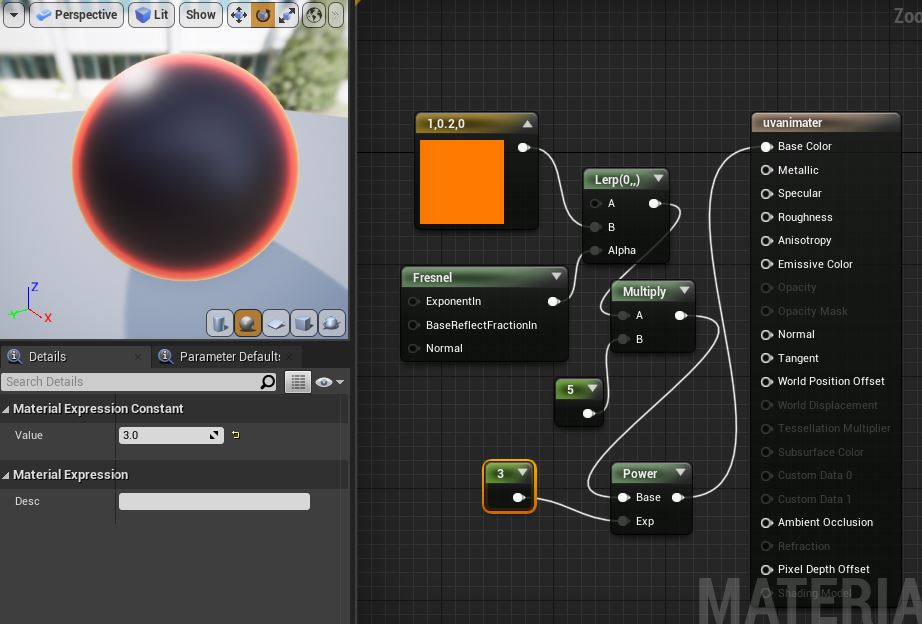 Perspective
Lit
Show
X
Y
Z
Details
Parameter Default
Search Details
Material Expression Constant
Value
3.0
Material Expression
Desc
Zoo
1,0.2,0
Lerp(0,,)
A
B
Alpha
Fresnel
ExponentIn
BaseReflectFractionIn
Normal
Multiply
A
B
5
3
Power
Base
Exp
uvanimater
Base Color
Metallic
Specular
Roughness
Anisotropy
Emissive Color
Opacity
Opacity Mask
Normal
Tangent
World Position Offset
World Displacement
Tessellation Multiplier
Subsurface Color
Custom Data 0
Custom Data 1
Ambient Occlusion
Refraction
Pixel Depth Offset
Shading Model
MATERIA